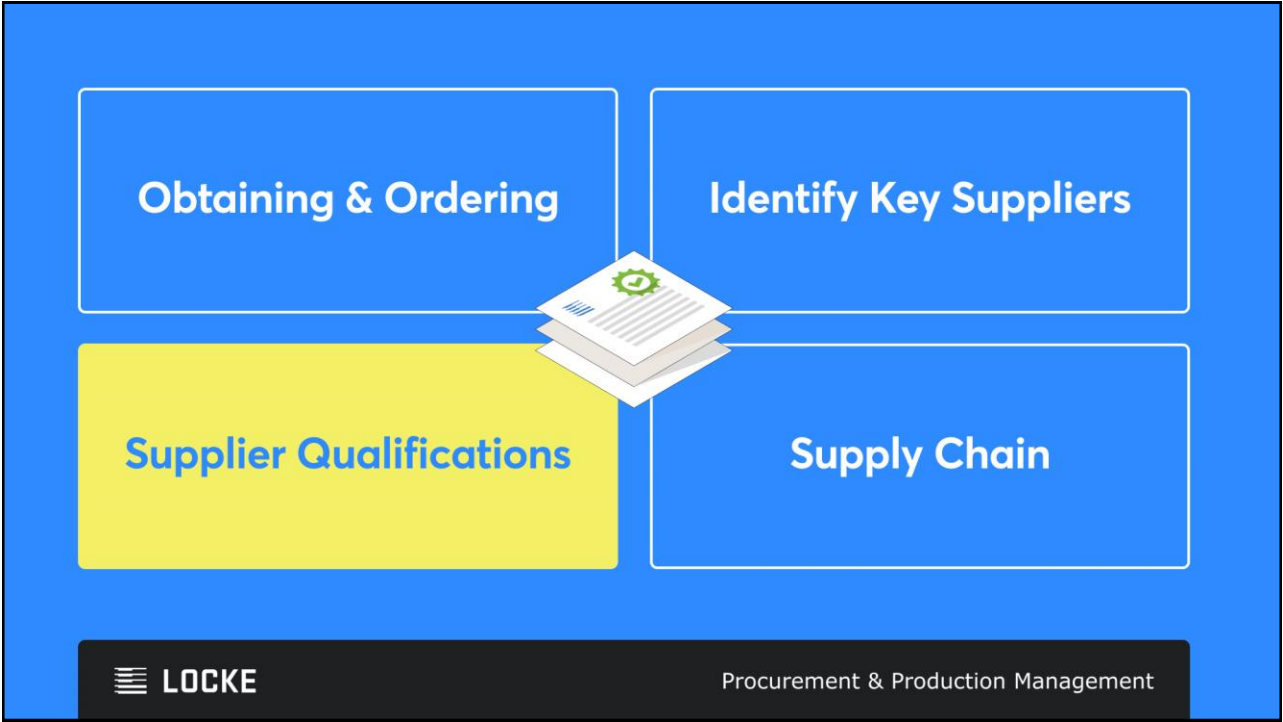 Obtaining & Ordering
Identify Key Suppliers
Supplier Qualifications
Supply Chain
LOCKE
Procurement & Production Management